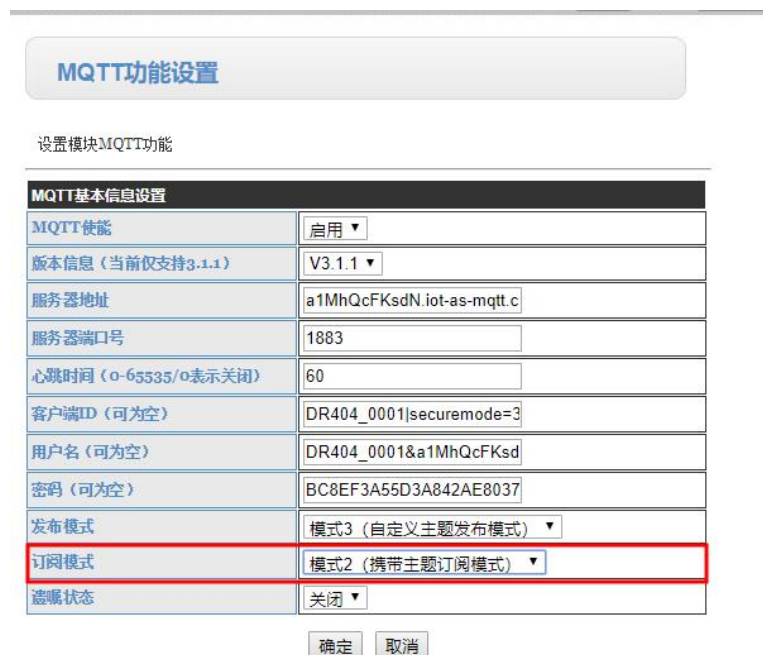 MQTT功能设置
设置模块MQTT功能
MQTT基本信息设置
MQTT使能 启用
版本信息（当前仅支持3.1.1） V3.1.1
服务器地址 a1MhQcFKsdN.iot-as-mqtt.c
服务器端口号 1883
心跳时间（0-65535/0表示关闭） 60
客户端ID（可为空） DR404_0001|securemode=3
用户名（可为空） DR404_0001&a1MhQcFKsd
密码（可为空） BC8EF3A55D3A842AE8037
发布模式 模式3（自定义主题发布模式）
订阅模式 模式2（携带主题订阅模式）
遗嘱状态 关闭
确定 取消